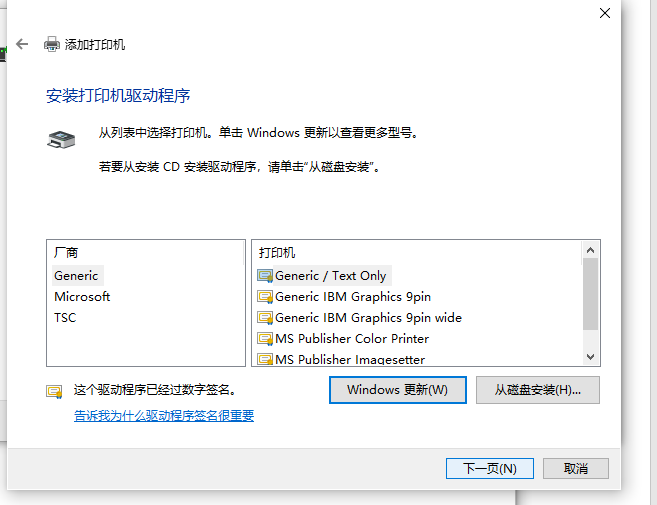 添加打印机
安装打印机驱动程序
从列表中选择打印机。单击 Windows 更新以查看更多型号。
若要从安装 CD 安装驱动程序，请单击“从磁盘安装”。
厂商
Generic
Microsoft
TSC
打印机
Generic / Text Only
Generic IBM Graphics 9pin
Generic IBM Graphics 9pin wide
MS Publisher Color Printer
MS Publisher Imagesetter
这个驱动程序已经过数字签名。
告诉我为什么驱动程序签名很重要
Windows 更新(W)
从磁盘安装(H)...
下一页(N)
取消